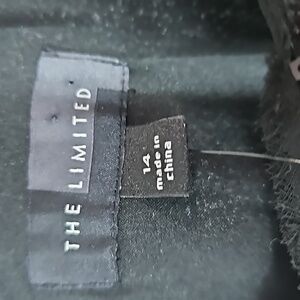 THE LIMITED
14
made in
china